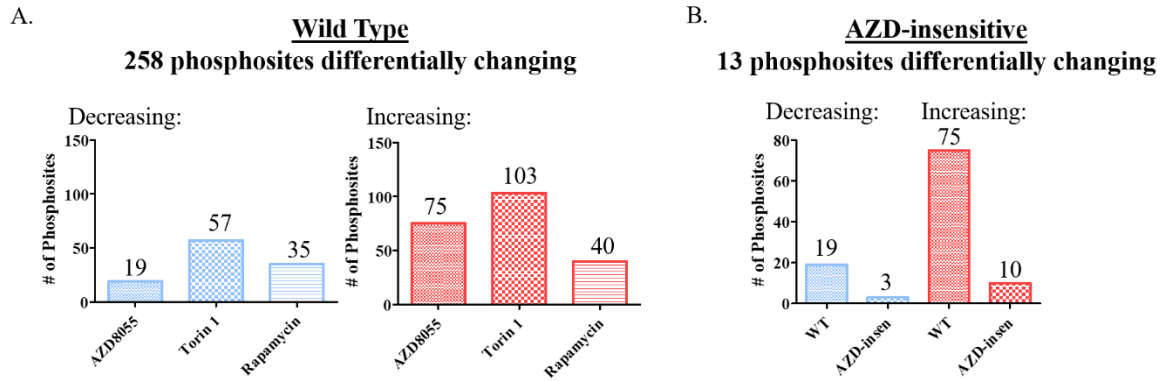 A.
Wild Type
258 phosphosites differentially changing
Decreasing:
# of Phosphosites
150
100
50
0
19
57
35
AZD8055
Torin 1
Rapamycin
Increasing:
# of Phosphosites
150
100
50
0
75
103
40
AZD8055
Torin 1
Rapamycin
B.
AZD-insensitive
13 phosphosites differentially changing
Decreasing: Increasing:
# of Phosphosites
80
60
40
20
0
19
3
75
10
WT
AZD-insen
WT
AZD-insen